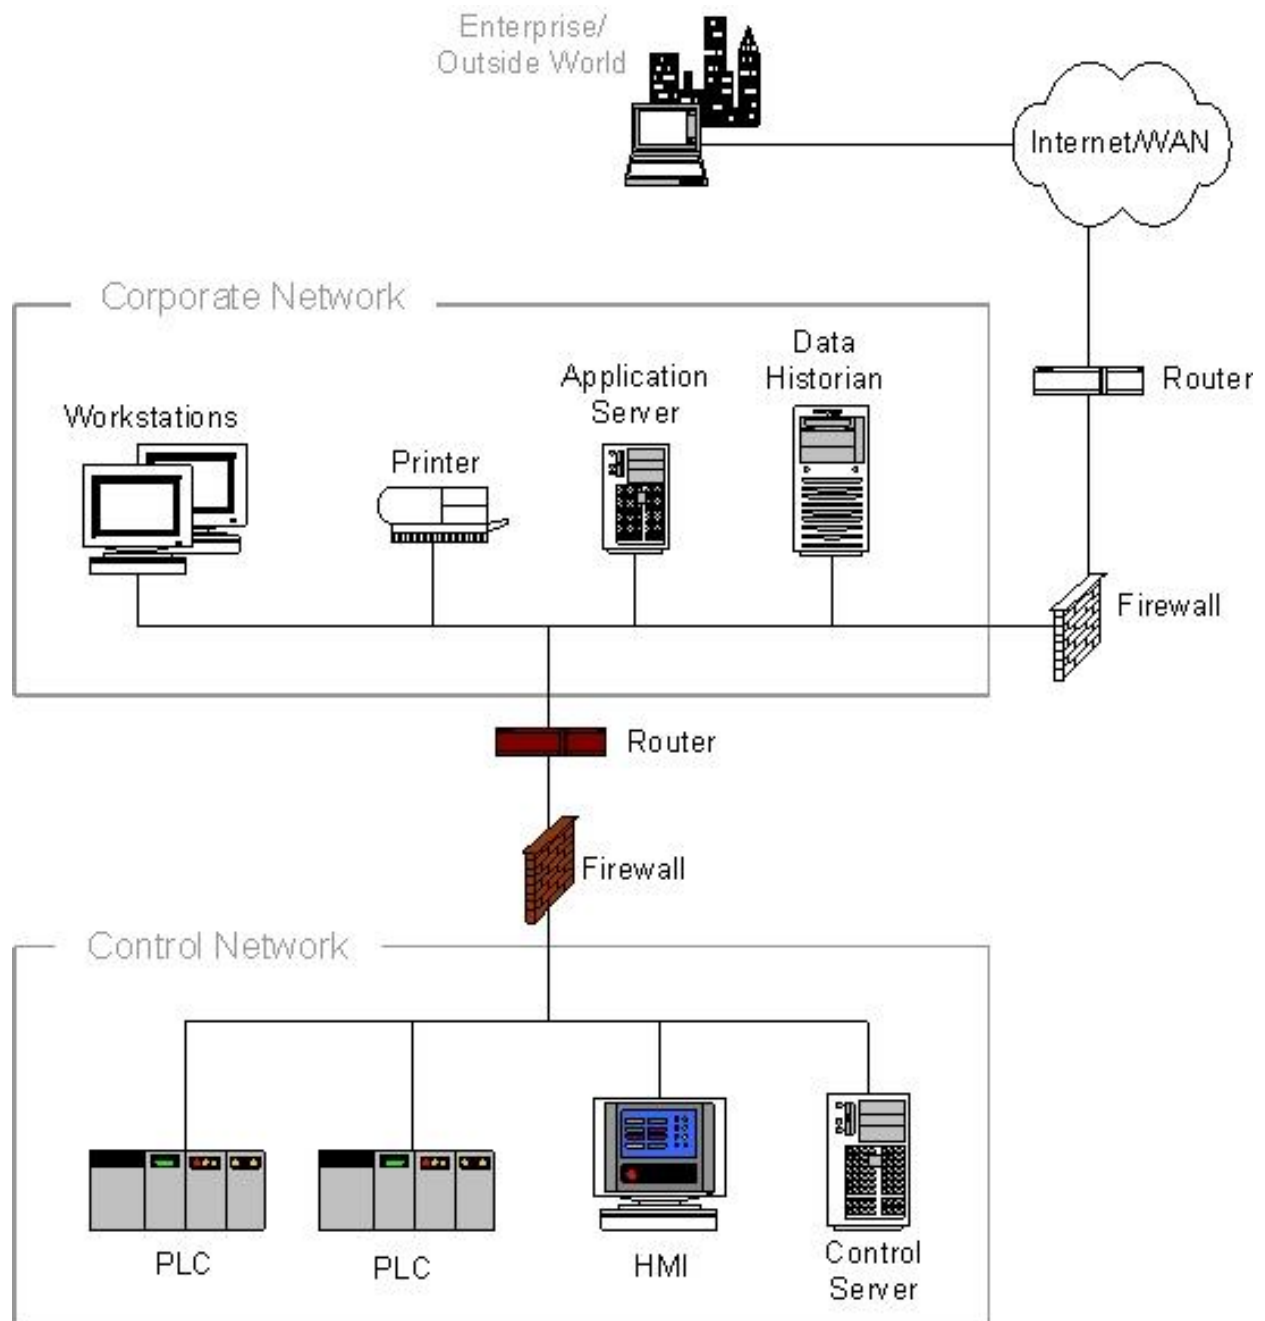 Enterprise/
Outside World
Internet/WAN
Corporate Network
Data
Historian
Application
Server
Router
Workstations
Printer
Firewall
Router
Firewall
Control Network
PLC
PLC
HMI
Control
Server